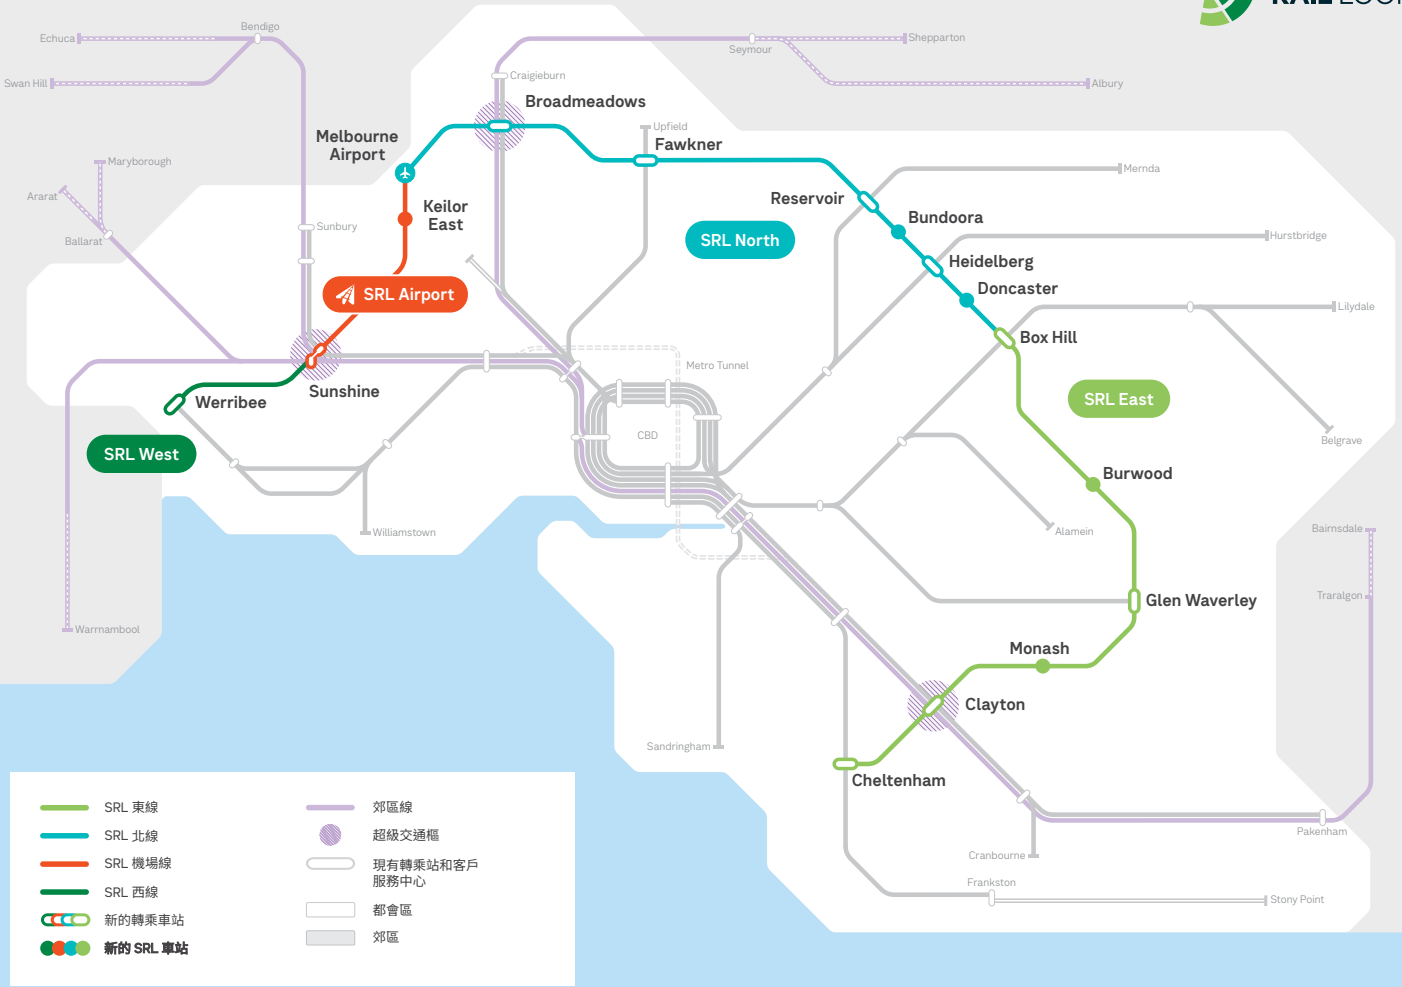 RAIL LOOP
Echuca
Bendigo
Swan Hill
Craigieburn
Seymour
Shepparton
Albury
Broadmeadows
Melbourne
Airport
Upfield
Fawkner
Maryborough
Ararat
Ballarat
Sunbury
Keilor
East
Reservoir
Mernda
Bundoora
SRL North
Hurstbridge
Heidelberg
Doncaster
SRL Airport
Lilydale
Box Hill
Metro Tunnel
Sunshine
Werribee
SRL East
CBD
Belgrave
SRL West
Burwood
Williamstown
Alamein
Bairnsdale
Traralgon
Glen Waverley
Warrnambool
Monash
Clayton
Sandringham
Cheltenham
Pakenham
Cranbourne
Frankston
Stony Point
SRL 東線
SRL 北線
SRL 機場線
SRL 西線
新的轉乘車站
新的 SRL 車站
郊區線
超級交通樞
現有轉乘站和客戶
服務中心
都會區
郊區